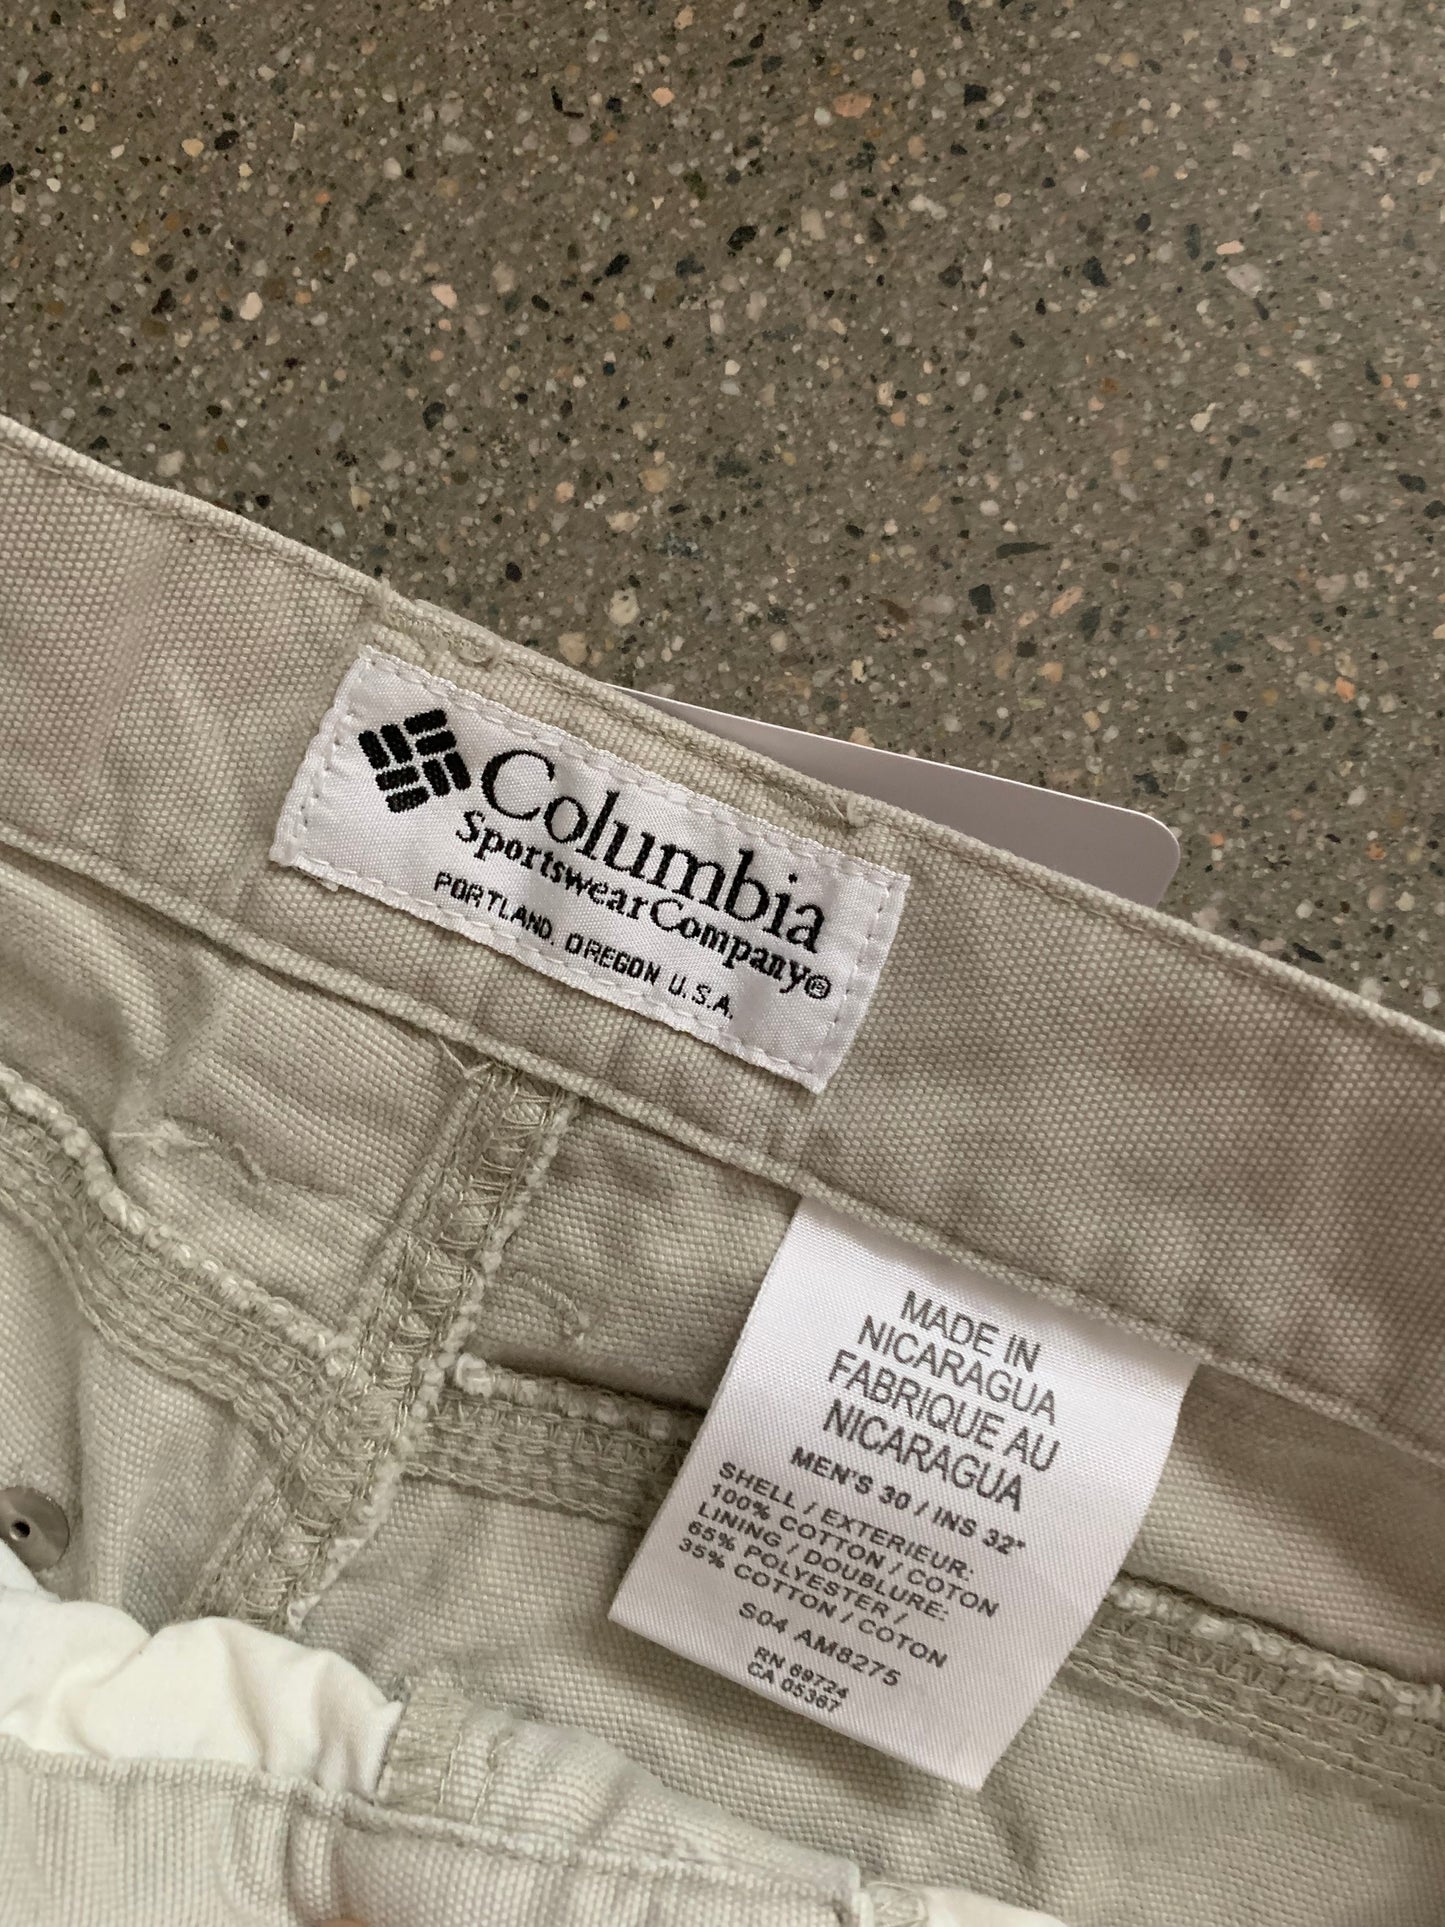 Columbia
Sportswear Company®
PORTLAND, OREGON U.S.A.
MADE IN
NICARAGUA
FABRIQUE AU
NICARAGUA
MEN'S 30 / INS 32"
SHELL / EXTERIEUR:
100% COTTON / COTON
LINING / DOUBLURE:
65% POLYESTER /
35% COTTON / COTON
S04 AM8275
RN 69724
CA 05367